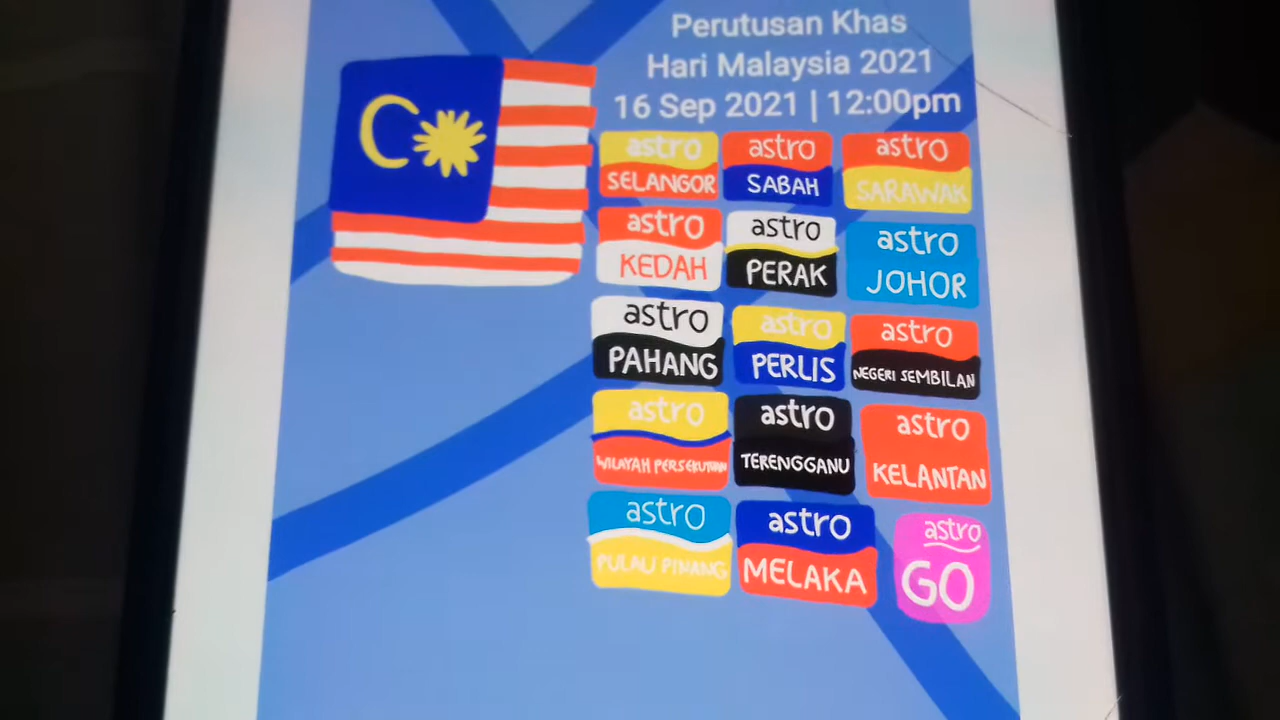 Perutusan Khas
Hari Malaysia 2021
16 Sep 2021 | 12:00pm
astro SELANGOR
astro SABAH
astro SARAWAK
astro KEDAH
astro PERAK
astro JOHOR
astro PAHANG
astro PERLIS
astro NEGERI SEMBILAN
astro WILAYAH PERSEKUTUAN
astro TERENGGANU
astro KELANTAN
astro PULAU PINANG
astro MELAKA
astro GO